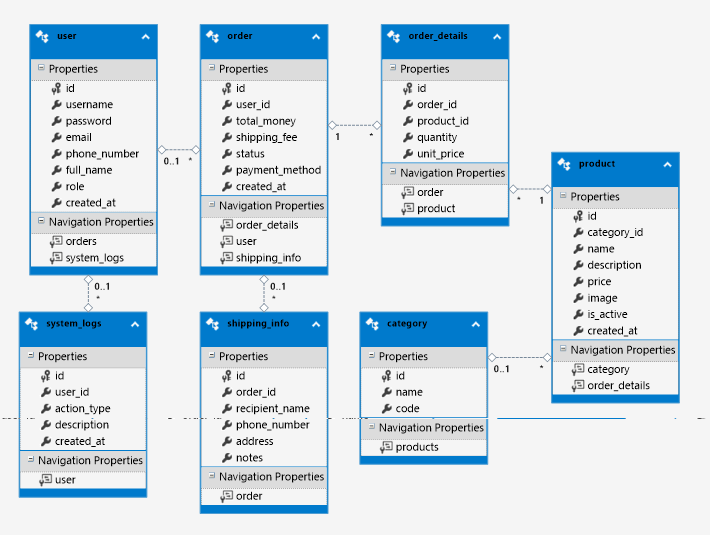 user
Properties
id
username
password
email
phone_number
full_name
role
created_at
Navigation Properties
orders
system_logs
order
Properties
id
user_id
total_money
shipping_fee
status
payment_method
created_at
Navigation Properties
order_details
user
shipping_info
order_details
Properties
id
order_id
product_id
quantity
unit_price
Navigation Properties
order
product
product
Properties
id
category_id
name
description
price
image
is_active
created_at
Navigation Properties
category
order_details
0..1 *
1 *
* 1
0..1
*
0..1
*
0..1 *
system_logs
Properties
id
user_id
action_type
description
created_at
Navigation Properties
user
shipping_info
Properties
id
order_id
recipient_name
phone_number
address
notes
Navigation Properties
order
category
Properties
id
name
code
Navigation Properties
products